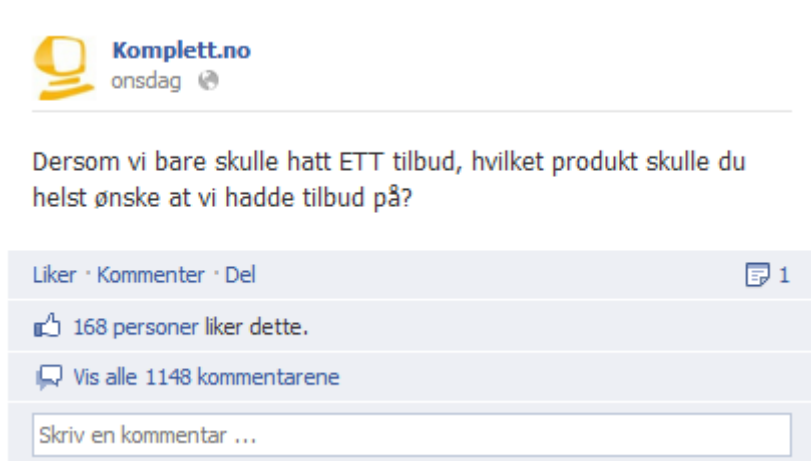 Komplett.no
onsdag
Dersom vi bare skulle hatt ETT tilbud, hvilket produkt skulle du
helst ønske at vi hadde tilbud på?
Liker · Kommenter · Del 1
168 personer liker dette.
Vis alle 1148 kommentarene
Skriv en kommentar ...